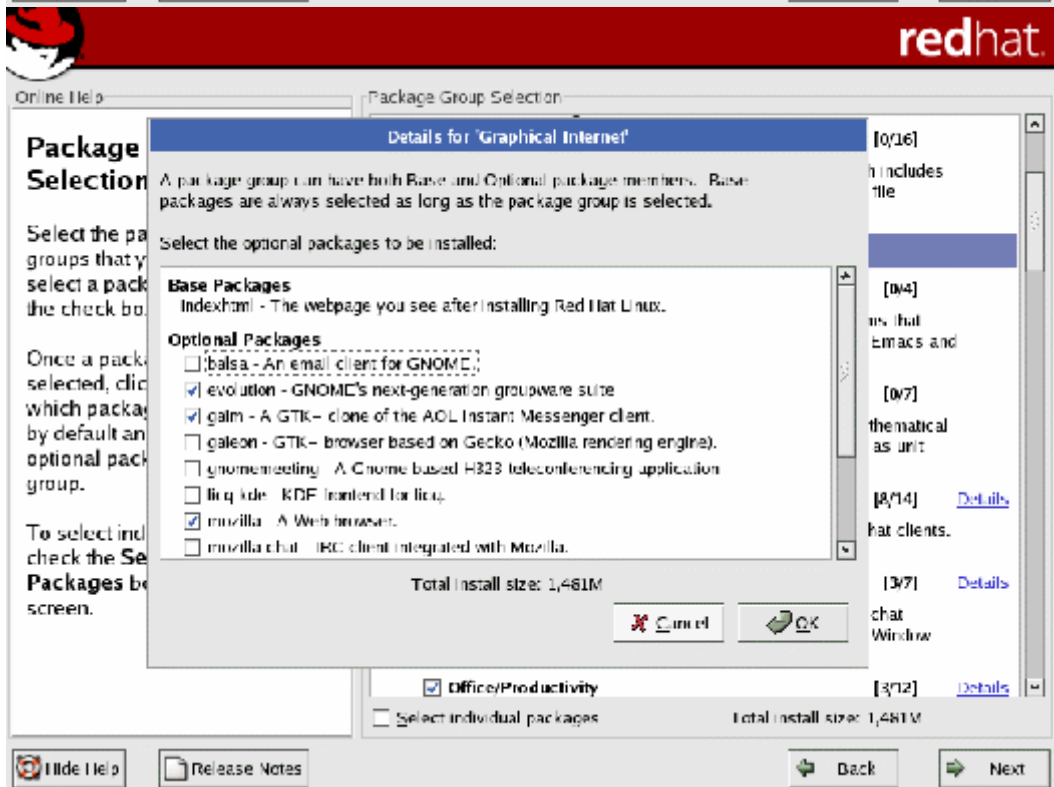 redhat.
Online Help
Package Group Selection
Package
Selection
Select the pa
groups that y
select a pack
the check bo
Once a packa
selected, clic
which packag
by default an
optional pack
group.
To select ind
check the Se
Packages be
screen.
Details for 'Graphical Internet'
A package group can have both Base and Optional package members. Base
packages are always selected as long as the package group is selected.
Select the optional packages to be installed:
Base Packages
indexhtml - The webpage you see after installing Red Hat Linux.
Optional Packages
balsa - An email client for GNOME.
evolution - GNOME's next-generation groupware suite
gaim - A GTK+ clone of the AOL Instant Messenger client.
galeon - GTK+ browser based on Gecko (Mozilla rendering engine).
gnomemeeting - A Gnome based H323 teleconferencing application
licq-kde - KDE frontend for licq.
mozilla - A Web browser.
mozilla-chat - IRC client integrated with Mozilla.
Total install size: 1,481M
Cancel
OK
[0/16]
h includes
file
[0/4]
ms that
Emacs and
[0/7]
thematical
as unit
[8/14] Details
hat clients.
[3/7] Details
chat
Window
Office/Productivity [3/12] Details
Select individual packages Total install size: 1,481M
Hide Help Release Notes Back Next